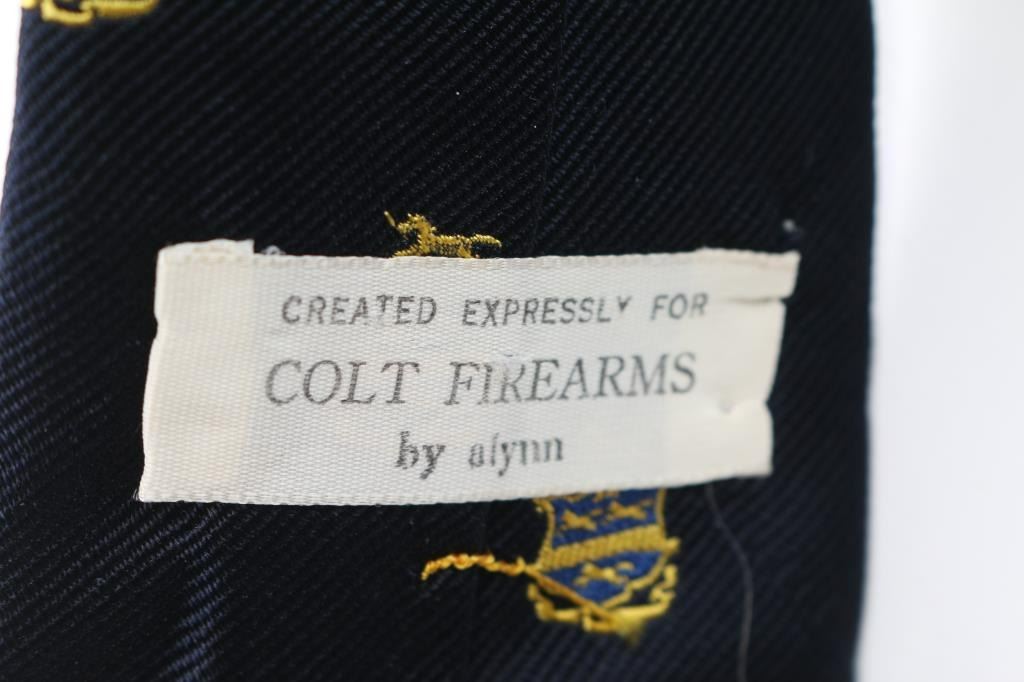 CREATED EXPRESSLY FOR
COLT FIREARMS
by alynn